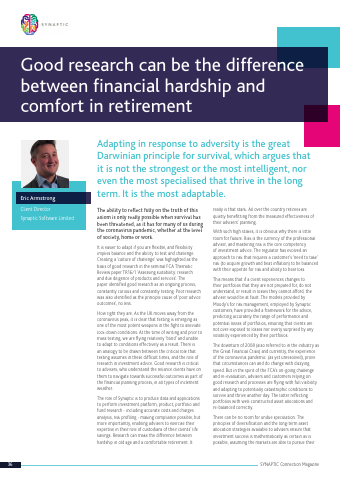 SYNAPTIC
Good research can be the difference
between financial hardship and
comfort in retirement
Adapting in response to adversity is the great
Darwinian principle for survival, which argues that
it is not the strongest or the most intelligent, nor
even the most specialised that thrive in the long
term. It is the most adaptable.
Eric Armstrong
Client Director
Synaptic Software Limited
The ability to reflect fully on the truth of this
axiom is only really possible when survival has
been threatened, as it has for many of us during
the coronavirus pandemic, whether at the level
of society, home or work.
It is easier to adapt if you are flexible, and flexibility
implies balance and the ability to test and challenge.
Creating a 'culture of challenge' was highlighted as the
basis of good research in the seminal FCA Thematic
Review paper TR16/1 'Assessing suitability: research
and due diligence of products and services'. The
paper identified good research as an ongoing process,
constantly curious and constantly testing. Poor research
was also identified as the principal cause of 'poor advice
outcomes', no less.
How right they are. As the UK moves away from the
coronavirus peak, it is clear that testing is emerging as
one of the most potent weapons in the fight to alleviate
lock-down conditions. At the time of writing and prior to
mass testing, we are flying relatively 'blind' and unable
to adapt to conditions effectively as a result. There is
an analogy to be drawn between the critical role that
testing assumes in these difficult times, and the role of
research in investment advice. Good research is critical
to advisers, who understand the reliance clients have on
them to navigate towards successful outcomes as part of
the financial planning process, in all types of investment
weather.
The role of Synaptic is to produce data and applications
to perform investment platform, product, portfolio and
fund research - including accurate costs and charges
analysis, risk profiling - making compliance possible, but
more importantly, enabling advisers to execute their
expertise in their role of custodians of their clients' life
savings. Research can mean the difference between
hardship in old age and a comfortable retirement. It
really is that stark. All over the country retirees are
quietly benefitting from the measured effectiveness of
their advisers' planning.
With such high stakes, it is obvious why there is little
room for failure. Risk is the currency of the professional
adviser, and mastering risk is the core competency
of investment advice. The regulator has evolved an
approach to risk that requires a customer's 'need to take'
risk (to acquire growth and beat inflation) to be balanced
with their appetite for risk and ability to bear loss.
This means that if a client experiences changes to
their portfolios that they are not prepared for, do not
understand, or result in losses they cannot afford, the
adviser would be at fault. The models provided by
Moody's for risk management, employed by Synaptic
customers, have provided a framework for the advice,
predicting accurately the range of performance and
potential losses of portfolios, ensuring that clients are
not over-exposed to losses nor overly surprised by any
volatility experienced by their portfolios.
The downturn of 2008 (also referred to in the industry as
the Great Financial Crisis) and currently, the experience
of the coronavirus pandemic (as yet unresolved), prove
that circumstances can and do change with dizzying
speed. But in the spirit of the FCA's on-going challenge
and re-evaluation, advisers and customers relying on
good research and processes are flying with full visibility
and adapting to potentially catastrophic conditions to
survive and thrive another day. The latter reflecting
portfolios with well-constructed asset allocations and
re-balanced correctly.
There can be no room for undue speculation. The
principles of diversification and the long-term asset
allocation strategies available to advisers ensure that
investment success is mathematically as certain as is
possible, assuming the markets are able to pursue their
36
SYNAPTIC Connection Magazine